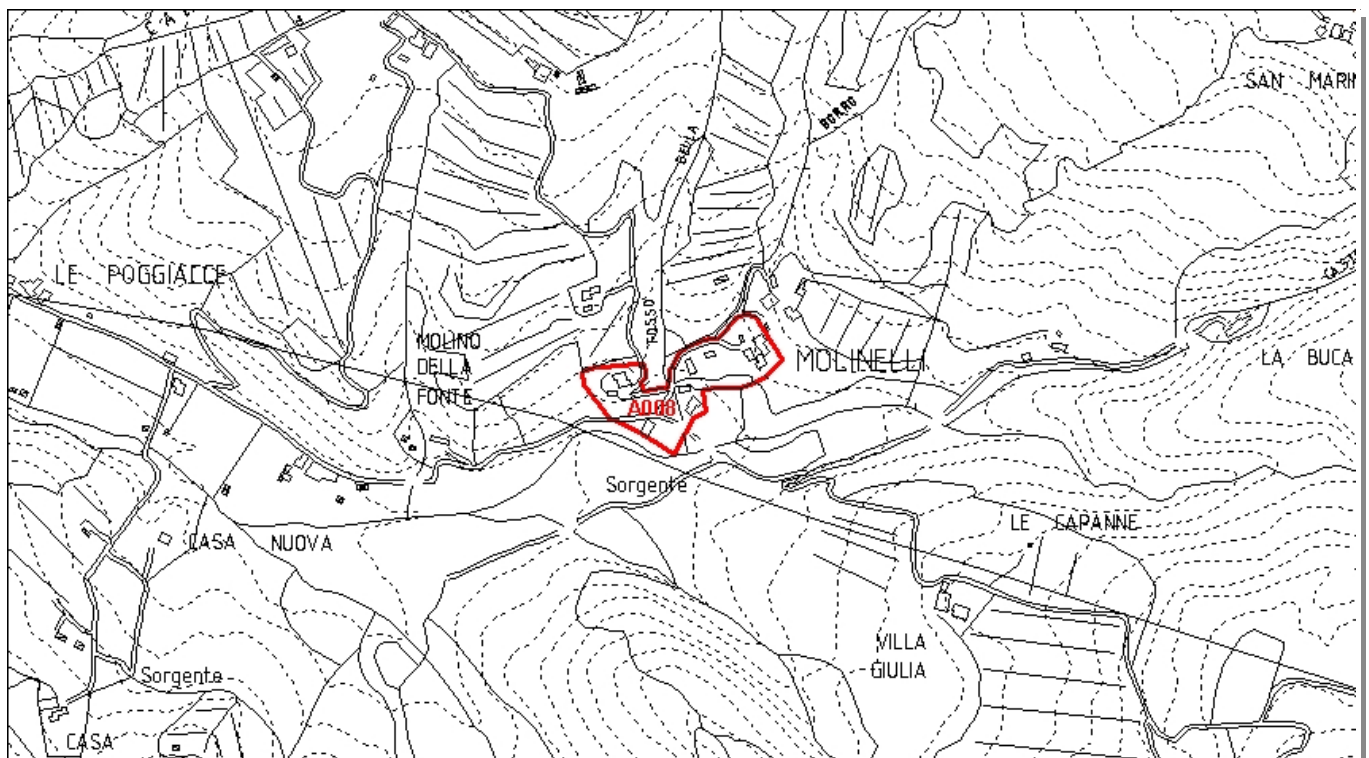 SAN MARIN
BORRO
BELLA
LE POGGIACCE
FOSSO
MOLINO
DELLA
FONTE
MOLINELLI
LA BUCA
A008
Sorgente
LE CAPANNE
CASA NUOVA
VILLA
GIULIA
Sorgente
CASA